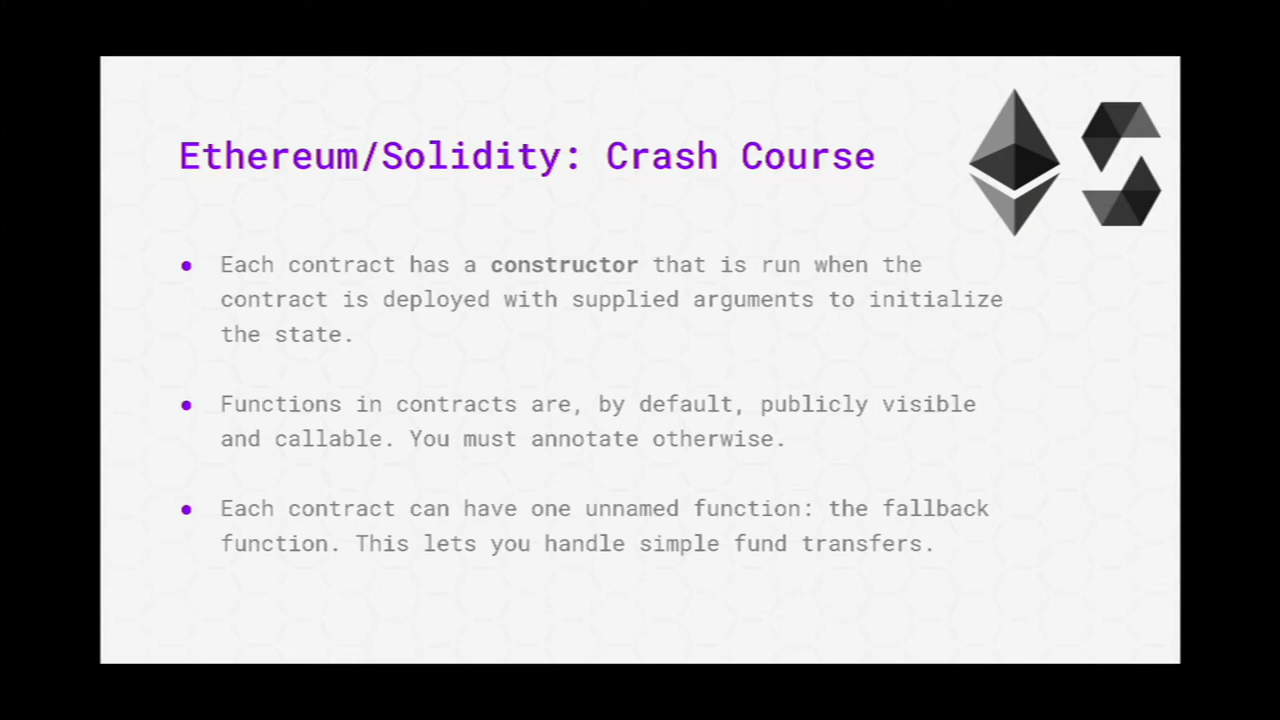 Ethereum/Solidity: Crash Course
● Each contract has a constructor that is run when the
contract is deployed with supplied arguments to initialize
the state.
● Functions in contracts are, by default, publicly visible
and callable. You must annotate otherwise.
● Each contract can have one unnamed function: the fallback
function. This lets you handle simple fund transfers.